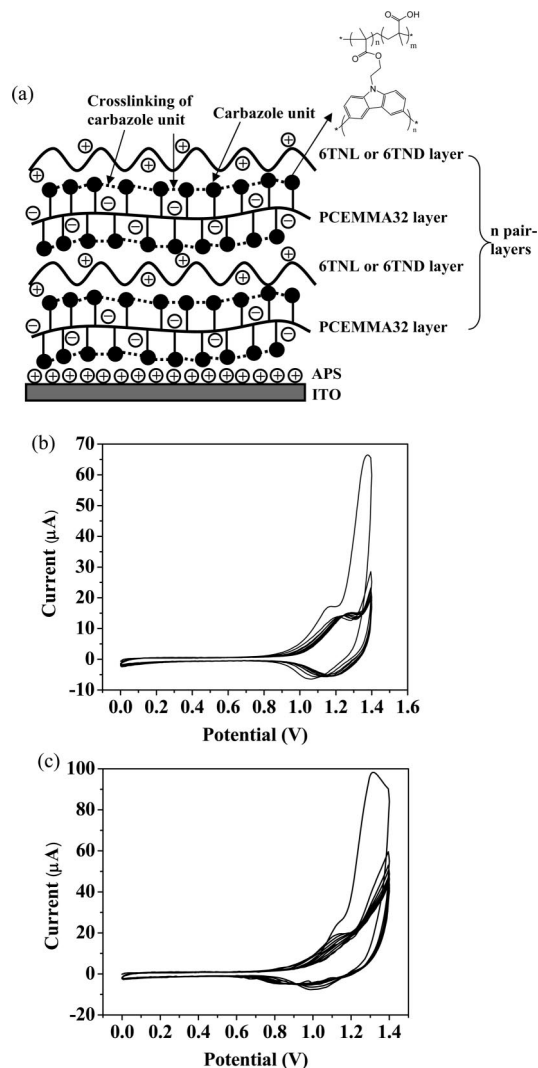 (a)
O
OH
*
n
m
*
O
O
N
*
n
*
Crosslinking of
carbazole unit
Carbazole unit
6TNL or 6TND layer
PCEMMA32 layer
6TNL or 6TND layer
PCEMMA32 layer
n pair-
layers
APS
ITO
(b)
70
60
50
40
30
20
10
0
-10
Current (μA)
0.0 0.2 0.4 0.6 0.8 1.0 1.2 1.4 1.6
Potential (V)
(c)
100
80
60
40
20
0
-20
Current (μA)
0.0 0.2 0.4 0.6 0.8 1.0 1.2 1.4
Potential (V)